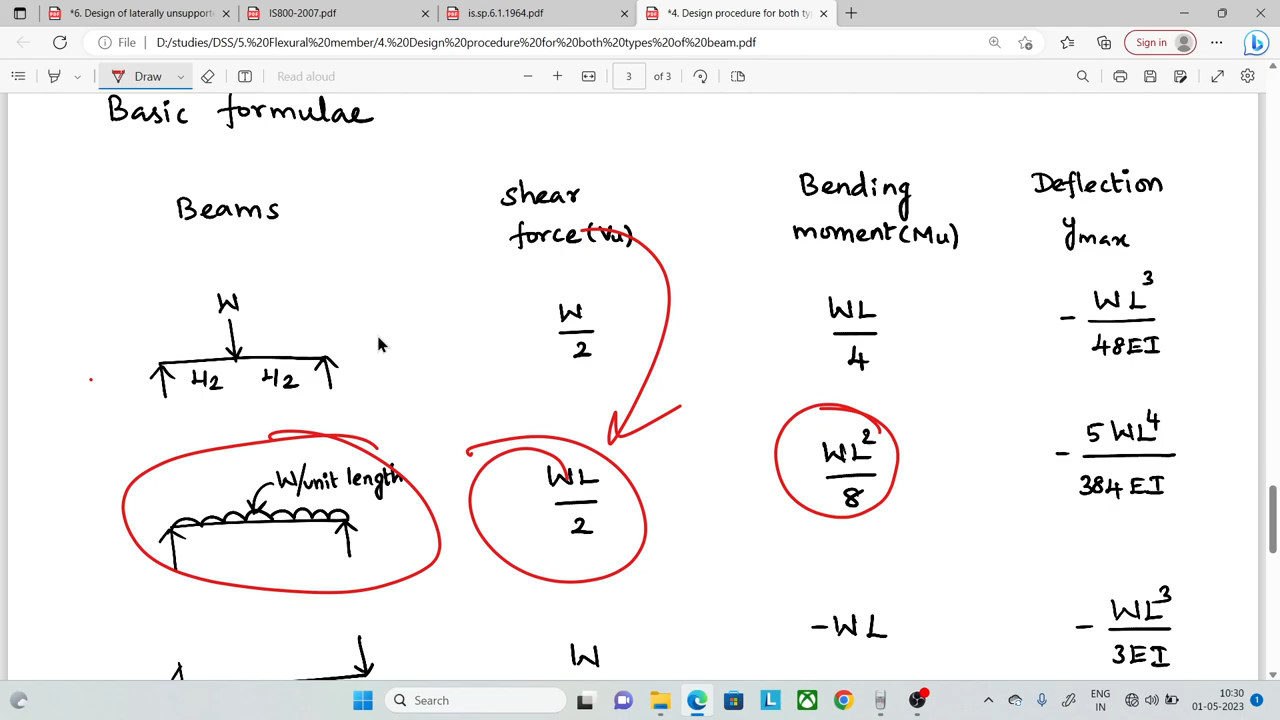 *6. Design of laterally unsupporte
IS800-2007.pdf
is.sp.6.1.1964.pdf
*4. Design procedure for both ty
File
D:/studies/DSS/5.%20Flexural%20member/4.%20Design%20procedure%20for%20both%20types%20of%20beam.pdf
Sign in
Draw
Read aloud
3
of 3
Basic formulae
Beams
Shear force(Vu)
Bending moment(Mu)
Deflection ymax
W
L/2 L/2
W/2
WL/4
- WL³/48EI
W/unit length
WL/2
WL²/8
- 5WL⁴/384EI
W
-WL
- WL³/3EI
Search
ENG
IN
10:30
01-05-2023
1